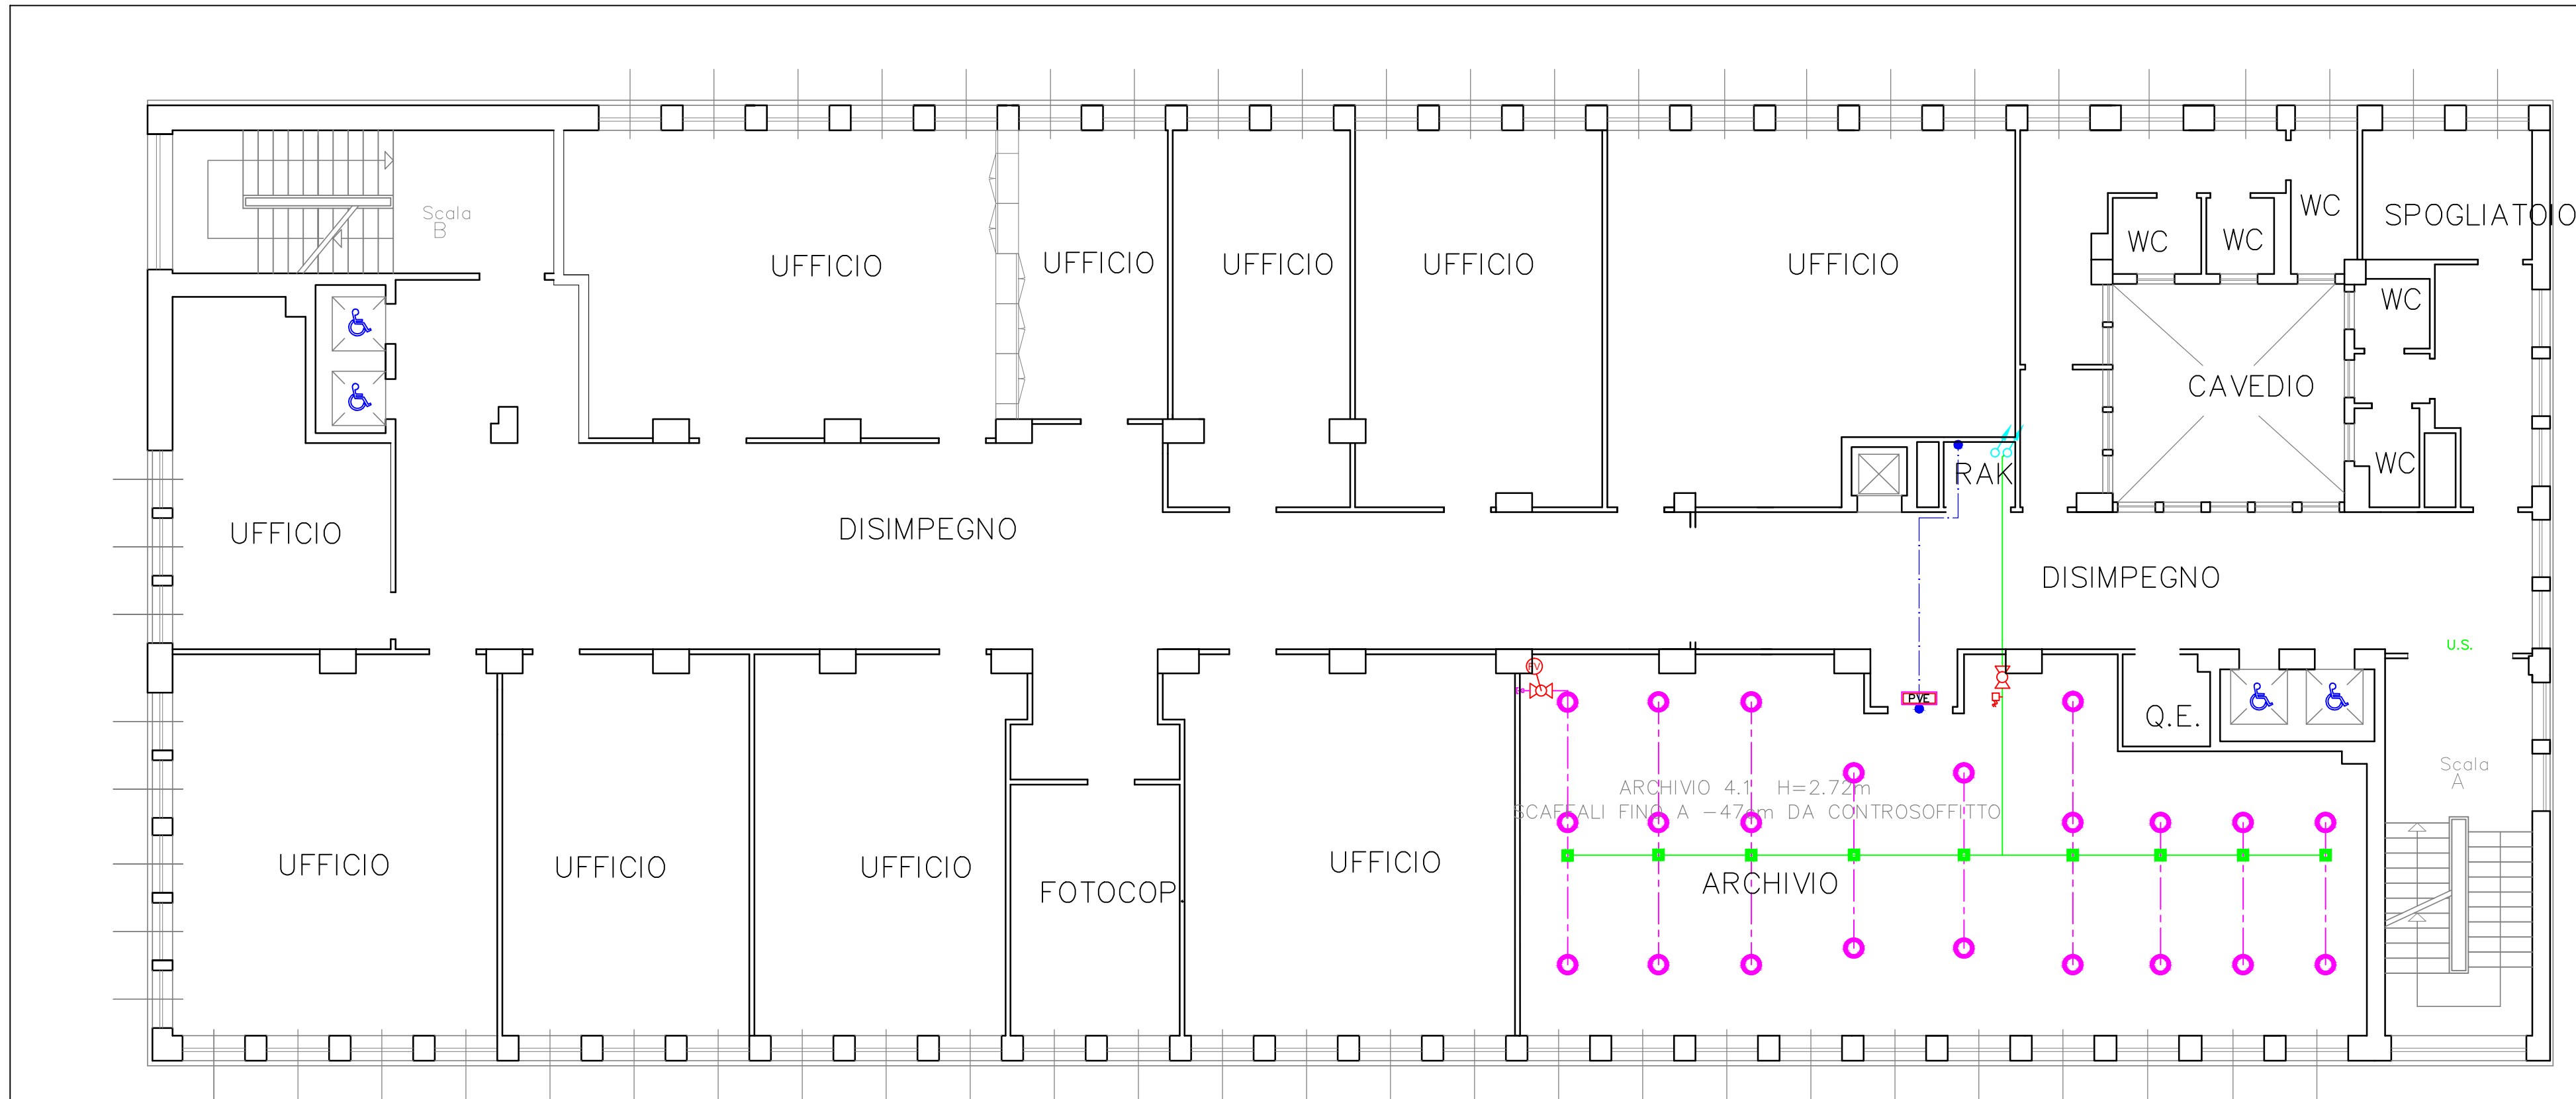 Scala
B
UFFICIO
UFFICIO
UFFICIO
UFFICIO
UFFICIO
WC
WC
WC
SPOGLIATOIO
WC
CAVEDIO
WC
RAK
UFFICIO
DISIMPEGNO
DISIMPEGNO
U.S.
FV
PVE
Q.E.
Scala
A
ARCHIVIO 4.1 H=2.72m
SCAFFALI FINO A -47cm DA CONTROSOFFITTO
UFFICIO
UFFICIO
UFFICIO
FOTOCOP.
UFFICIO
ARCHIVIO